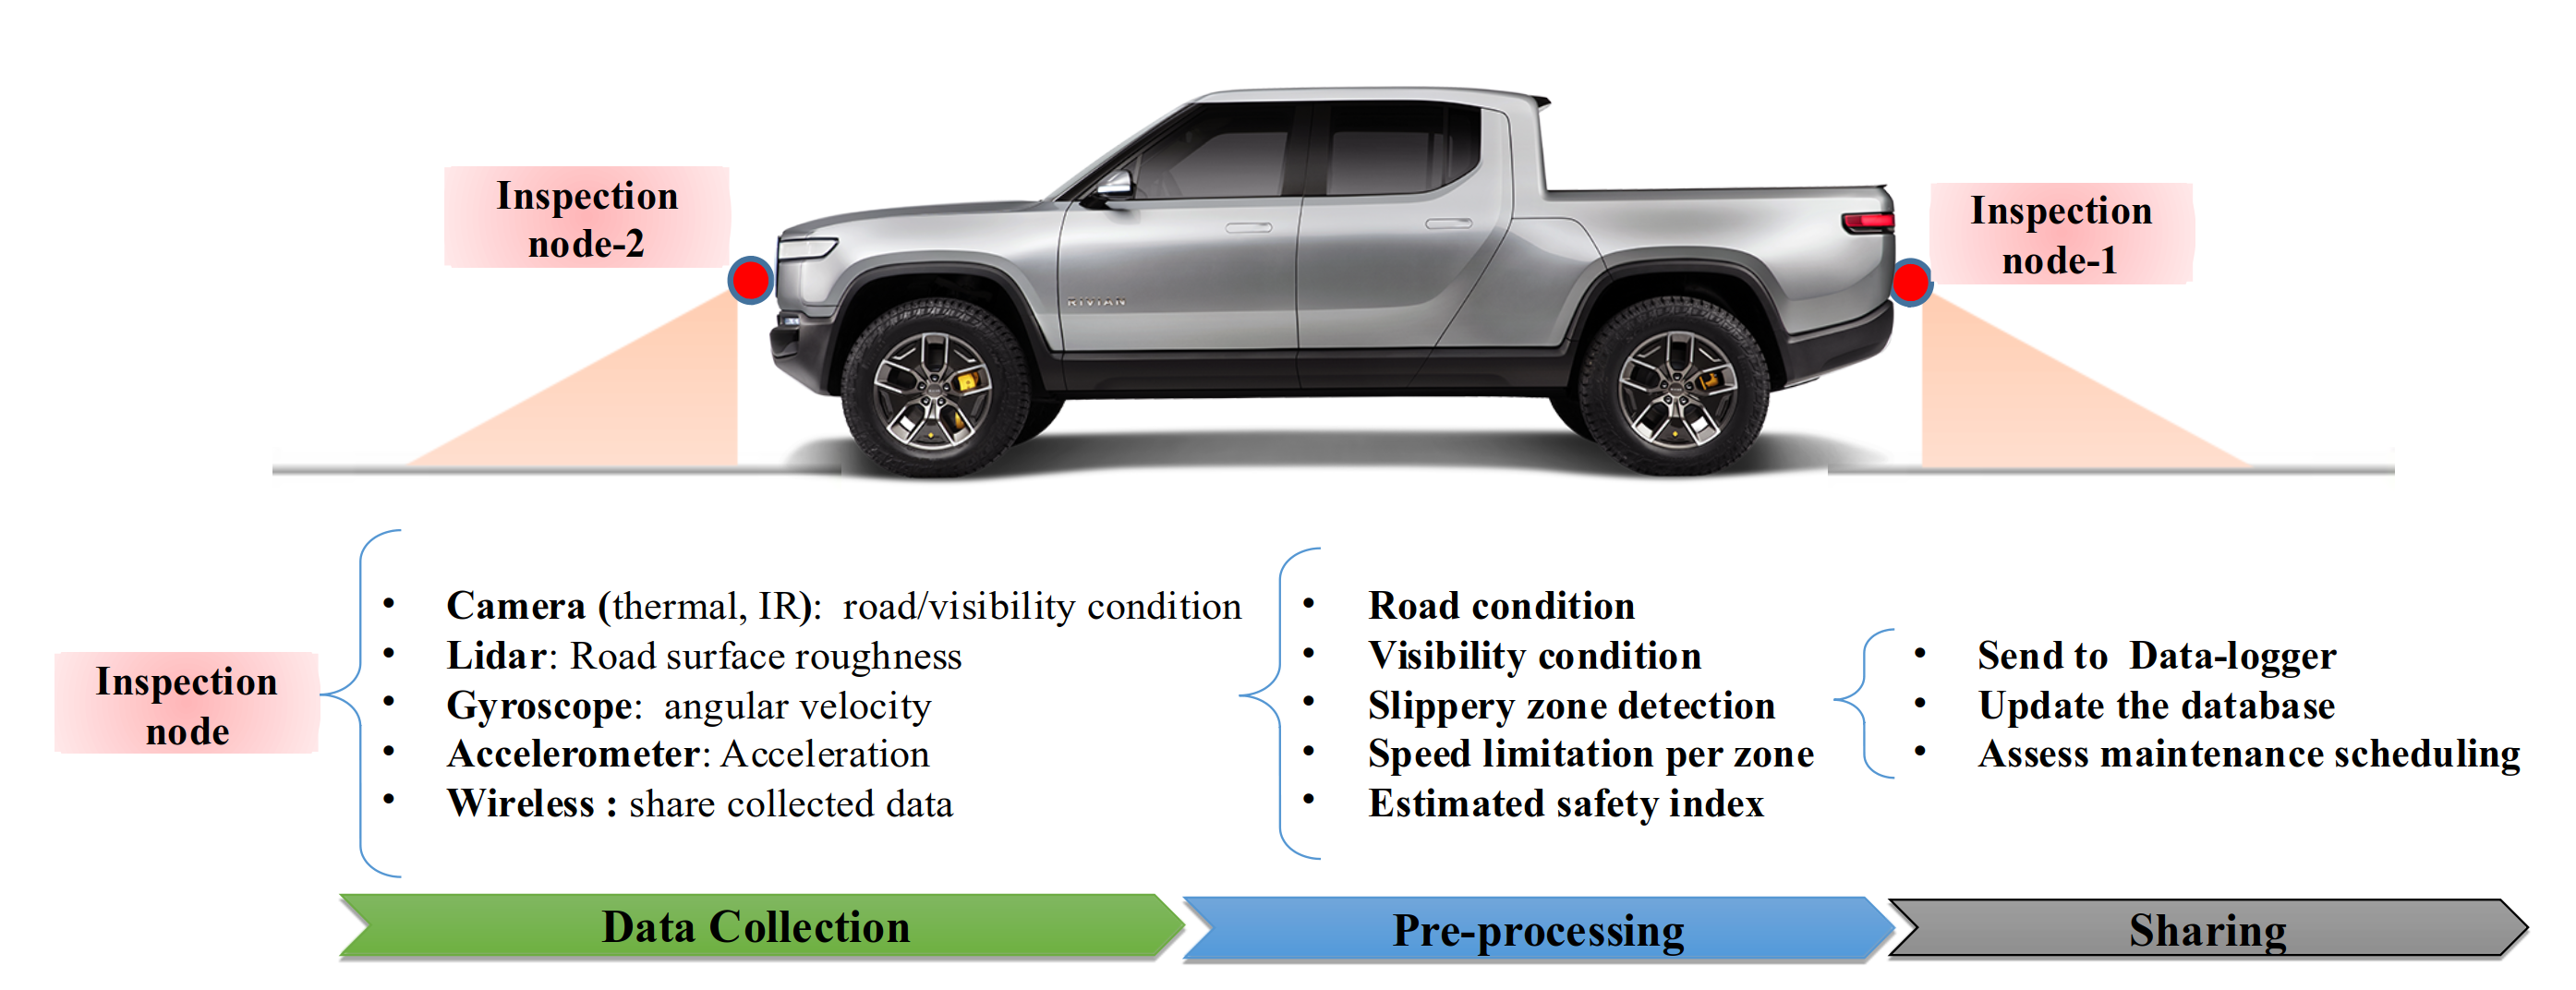 Inspection
node-2
Inspection
node-1
RIVIAN
Inspection
node
• Camera (thermal, IR): road/visibility condition
• Lidar: Road surface roughness
• Gyroscope: angular velocity
• Accelerometer: Acceleration
• Wireless : share collected data
• Road condition
• Visibility condition
• Slippery zone detection
• Speed limitation per zone
• Estimated safety index
• Send to Data-logger
• Update the database
• Assess maintenance scheduling
Data Collection
Pre-processing
Sharing